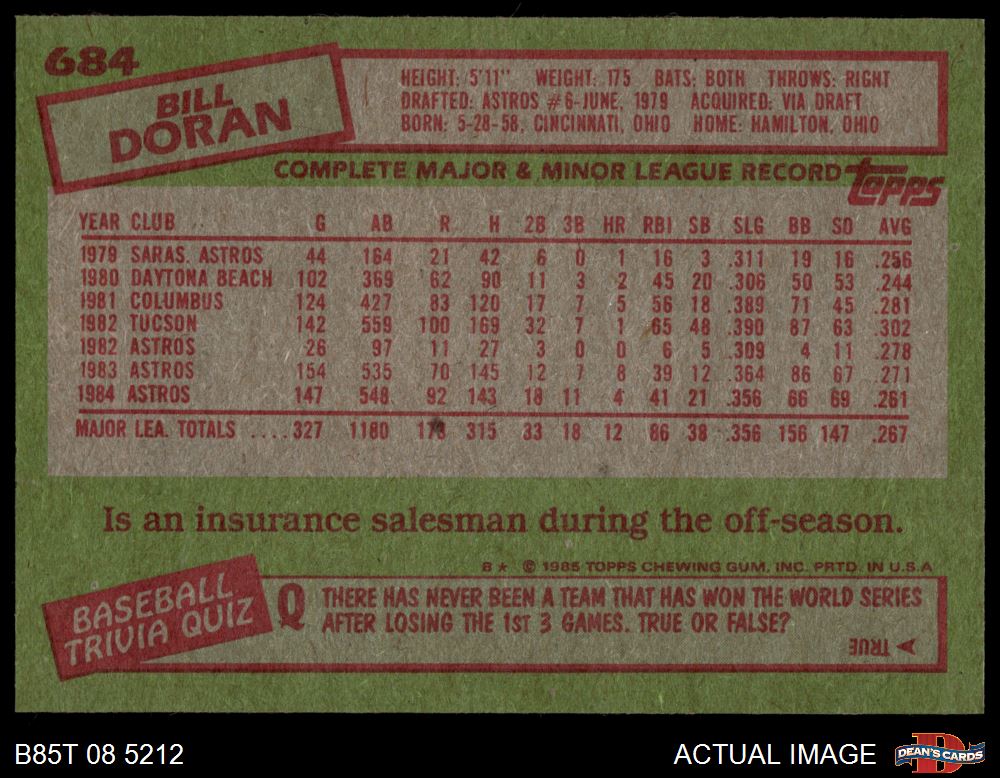 684
BILL
DORAN
HEIGHT: 5'11" WEIGHT: 175 BATS: BOTH THROWS: RIGHT
DRAFTED: ASTROS #6-JUNE, 1979 ACQUIRED: VIA DRAFT
BORN: 5-28-58, CINCINNATI, OHIO HOME: HAMILTON, OHIO
COMPLETE MAJOR & MINOR LEAGUE RECORD topps
YEAR CLUB G AB R H 2B 3B HR RBI SB SLG BB SO AVG
1979 SARAS. ASTROS 44 164 21 42 6 0 1 16 3 .311 19 16 .256
1980 DAYTONA BEACH 102 369 62 90 11 3 2 45 20 .306 50 53 .244
1981 COLUMBUS 124 427 83 120 17 7 5 56 18 .389 71 45 .281
1982 TUCSON 142 559 100 169 32 7 1 65 48 .390 87 63 .302
1982 ASTROS 26 97 11 27 3 0 0 6 5 .309 4 11 .278
1983 ASTROS 154 535 70 145 12 7 8 39 12 .364 86 67 .271
1984 ASTROS 147 548 92 143 18 11 4 41 21 .356 66 69 .261
MAJOR LEA. TOTALS ....327 1180 173 315 33 18 12 86 38 .356 156 147 .267
Is an insurance salesman during the off-season.
B* © 1985 TOPPS CHEWING GUM, INC. PRTD. IN U.S.A
BASEBALL
TRIVIA QUIZ
Q THERE HAS NEVER BEEN A TEAM THAT HAS WON THE WORLD SERIES
AFTER LOSING THE 1ST 3 GAMES. TRUE OR FALSE?
TRUE
B85T 08 5212
ACTUAL IMAGE
D
DEAN'S CARDS